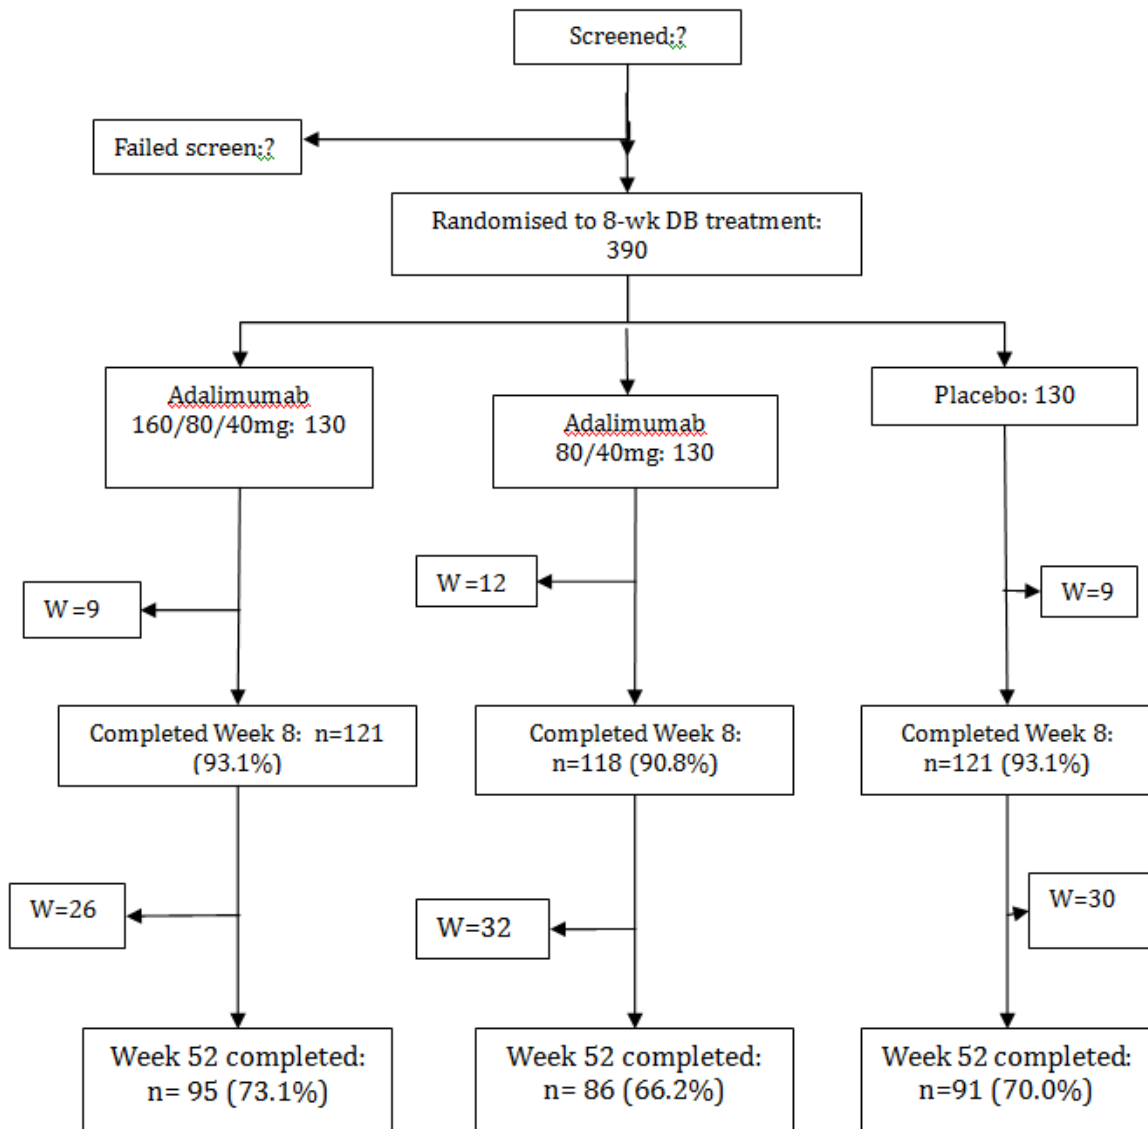 Screened:?
Failed screen:?
Randomised to 8-wk DB treatment:
390
Adalimumab
160/80/40mg: 130
Adalimumab
80/40mg: 130
Placebo: 130
W=9
W=12
W=9
Completed Week 8: n=121
(93.1%)
Completed Week 8:
n=118 (90.8%)
Completed Week 8:
n=121 (93.1%)
W=26
W=32
W=30
Week 52 completed:
n= 95 (73.1%)
Week 52 completed:
n= 86 (66.2%)
Week 52 completed:
n=91 (70.0%)